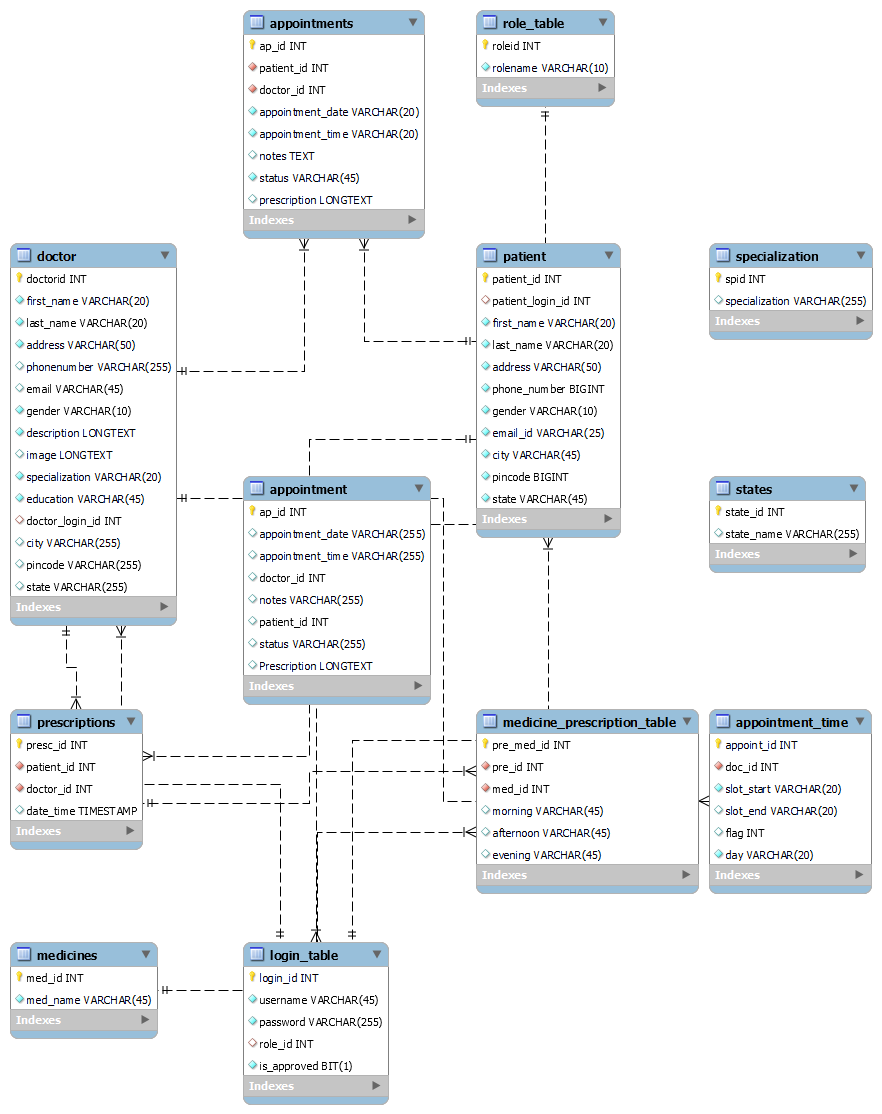 appointments
ap_id INT
patient_id INT
doctor_id INT
appointment_date VARCHAR(20)
appointment_time VARCHAR(20)
notes TEXT
status VARCHAR(45)
prescription LONGTEXT
Indexes
role_table
roleid INT
rolename VARCHAR(10)
Indexes
doctor
doctorid INT
first_name VARCHAR(20)
last_name VARCHAR(20)
address VARCHAR(50)
phonenumber VARCHAR(255)
email VARCHAR(45)
gender VARCHAR(10)
description LONGTEXT
image LONGTEXT
specialization VARCHAR(20)
education VARCHAR(45)
doctor_login_id INT
city VARCHAR(255)
pincode VARCHAR(255)
state VARCHAR(255)
Indexes
patient
patient_id INT
patient_login_id INT
first_name VARCHAR(20)
last_name VARCHAR(20)
address VARCHAR(50)
phone_number BIGINT
gender VARCHAR(10)
email_id VARCHAR(25)
city VARCHAR(45)
pincode BIGINT
state VARCHAR(45)
Indexes
specialization
spid INT
specialization VARCHAR(255)
Indexes
appointment
ap_id INT
appointment_date VARCHAR(255)
appointment_time VARCHAR(255)
doctor_id INT
notes VARCHAR(255)
patient_id INT
status VARCHAR(255)
Prescription LONGTEXT
Indexes
states
state_id INT
state_name VARCHAR(255)
Indexes
prescriptions
presc_id INT
patient_id INT
doctor_id INT
date_time TIMESTAMP
Indexes
medicine_prescription_table
pre_med_id INT
pre_id INT
med_id INT
morning VARCHAR(45)
afternoon VARCHAR(45)
evening VARCHAR(45)
Indexes
appointment_time
appoint_id INT
doc_id INT
slot_start VARCHAR(20)
slot_end VARCHAR(20)
flag INT
day VARCHAR(20)
Indexes
medicines
med_id INT
med_name VARCHAR(45)
Indexes
login_table
login_id INT
username VARCHAR(45)
password VARCHAR(255)
role_id INT
is_approved BIT(1)
Indexes